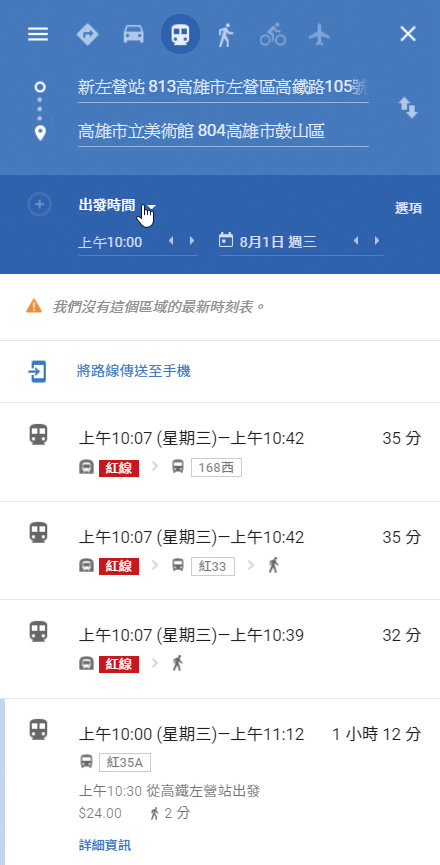 新左營站 813高雄市左營區高鐵路105號
高雄市立美術館 804高雄市鼓山區
出發時間
選項
上午10:00 8月1日 週三
我們沒有這個區域的最新時刻表。
將路線傳送至手機
上午10:07 (星期三)–上午10:42 35 分
紅線 168西
上午10:07 (星期三)–上午10:42 35 分
紅線 紅33
上午10:07 (星期三)–上午10:39 32 分
紅線
上午10:00 (星期三)–上午11:12 1 小時 12 分
紅35A
上午10:30 從高鐵左營站出發
$24.00 2 分
詳細資訊